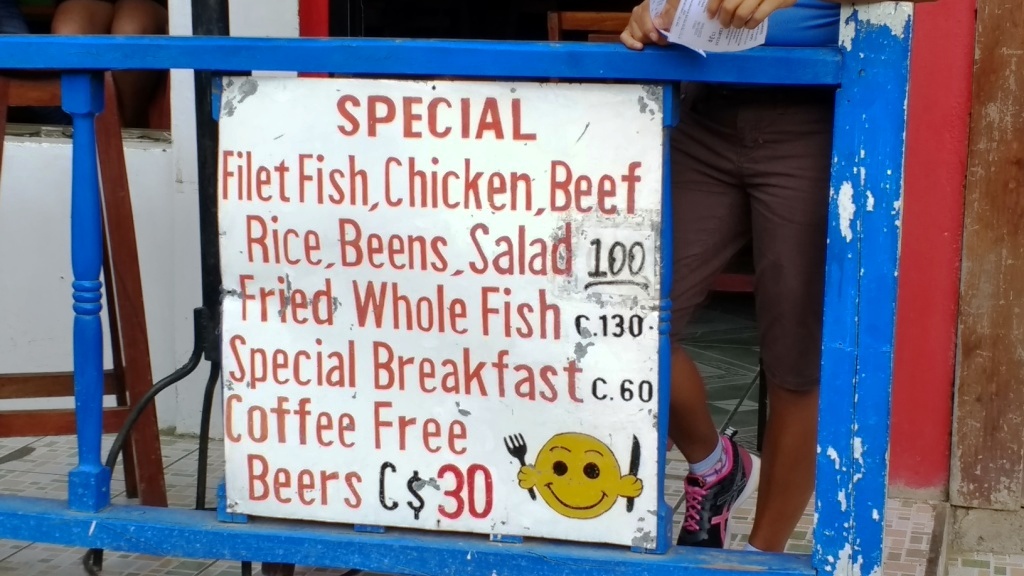 SPECIAL
Filet Fish, Chicken, Beef
Rice, Beens, Salad 100
Fried Whole Fish C.130.
Special Breakfast C.60
Coffee Free
Beers C$30